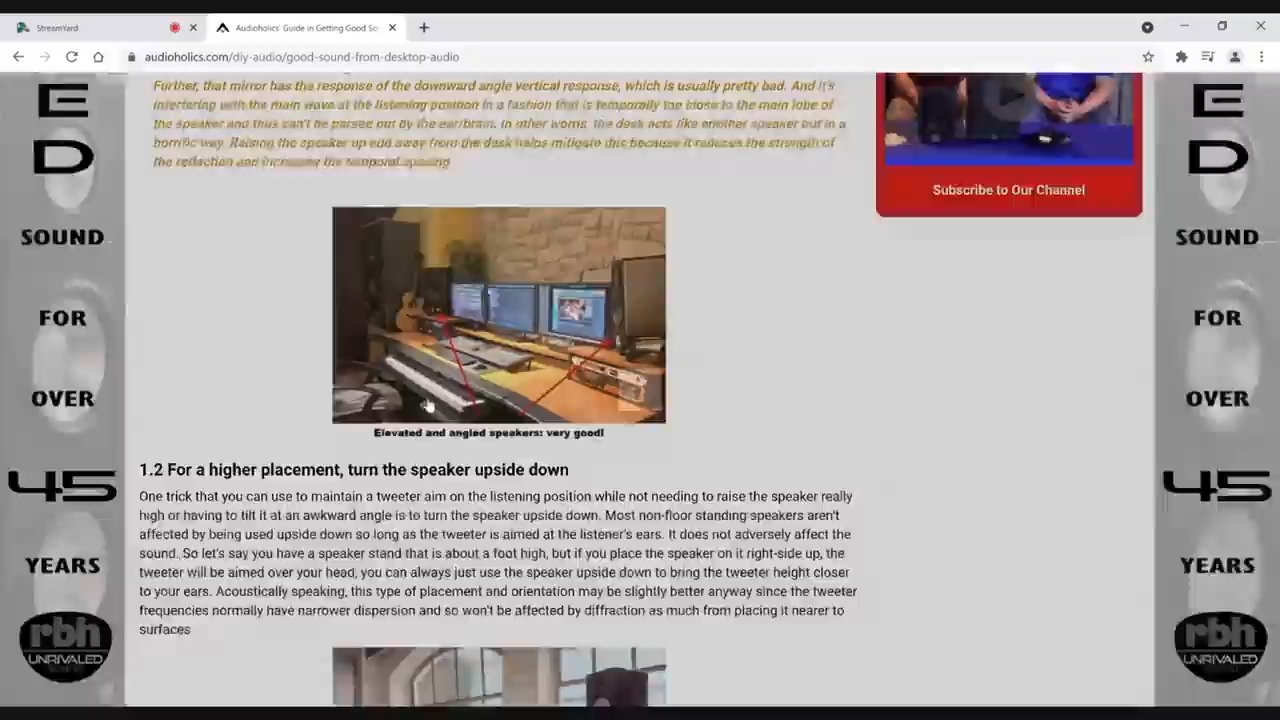 StreamYard
Audioholics' Guide in Getting Good So
audioholics.com/diy-audio/good-sound-from-desktop-audio
Further, that mirror has the response of the downward angle vertical response, which is usually pretty bad. And it's
interfering with the main wave at the listening position in a fashion that is temporally too close to the main lobe of
the speaker and thus can't be parsed out by the ear/brain. In other words, the desk acts like another speaker but in a
horrific way. Raising the speaker up and away from the desk helps mitigate this because it reduces the strength of
the reflection and increases the temporal spacing
Subscribe to Our Channel
Elevated and angled speakers: very good!
1.2 For a higher placement, turn the speaker upside down
One trick that you can use to maintain a tweeter aim on the listening position while not needing to raise the speaker really
high or having to tilt it at an awkward angle is to turn the speaker upside down. Most non-floor standing speakers aren't
affected by being used upside down so long as the tweeter is aimed at the listener's ears. It does not adversely affect the
sound. So let's say you have a speaker stand that is about a foot high, but if you place the speaker on it right-side up, the
tweeter will be aimed over your head, you can always just use the speaker upside down to bring the tweeter height closer
to your ears. Acoustically speaking, this type of placement and orientation may be slightly better anyway since the tweeter
frequencies normally have narrower dispersion and so won't be affected by diffraction as much from placing it nearer to
surfaces
E
D
SOUND
FOR
OVER
45
YEARS
rbh
UNRIVALED
E
D
SOUND
FOR
OVER
45
YEARS
rbh
UNRIVALED